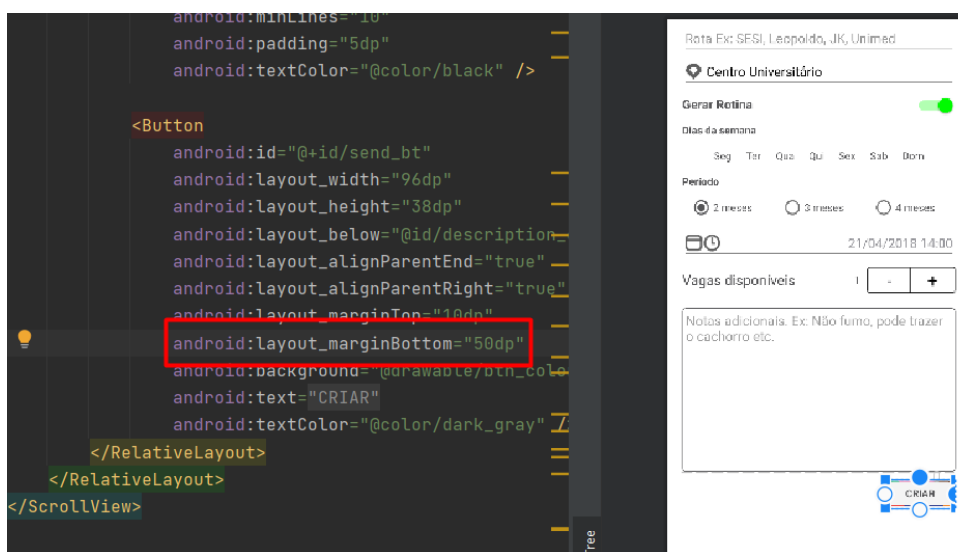 android:minLines="10"
android:padding="5dp"
android:textColor="@color/black" />
<Button
android:id="@+id/send_bt"
android:layout_width="96dp"
android:layout_height="38dp"
android:layout_below="@id/description_
android:layout_alignParentEnd="true"
android:layout_alignParentRight="true"
android:layout_marginTop="10dp"
android:layout_marginBottom="50dp"
android:background="@drawable/btn_colo
android:text="CRIAR"
android:textColor="@color/dark_gray" />
</RelativeLayout>
</RelativeLayout>
</ScrollView>
Tree
Rota Ex: SESI, Leopoldo, JK, Unimed
Centro Universitário
Gerar Rotina
Dias da semana
Seg Ter Qua Qui Sex Sab Dom
Período
2 meses 3 meses 4 meses
21/04/2018 14:00
Vagas disponíveis 1 - +
Notas adicionais. Ex: Não fumo, pode trazer
o cachorro etc.
CRIAR